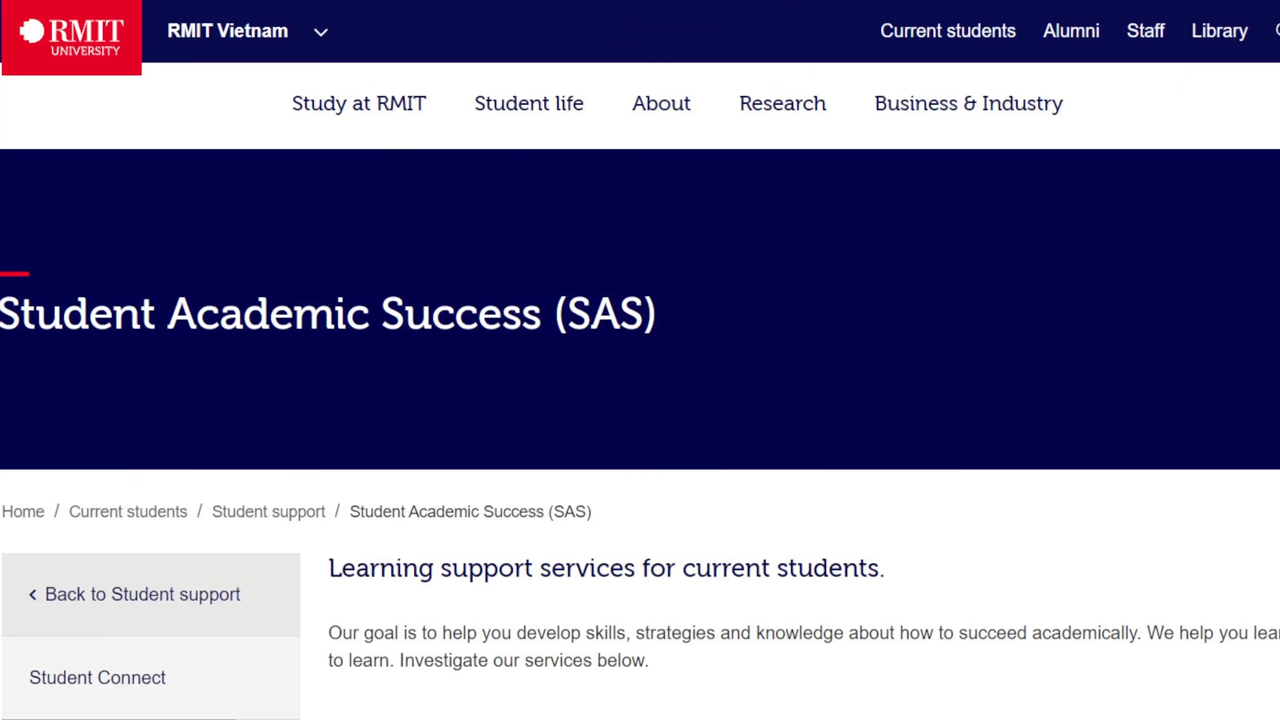 RMIT
UNIVERSITY
RMIT Vietnam
Current students Alumni Staff Library
Study at RMIT Student life About Research Business & Industry
Student Academic Success (SAS)
Home / Current students / Student support / Student Academic Success (SAS)
Back to Student support
Student Connect
Learning support services for current students.
Our goal is to help you develop skills, strategies and knowledge about how to succeed academically. We help you
to learn. Investigate our services below.